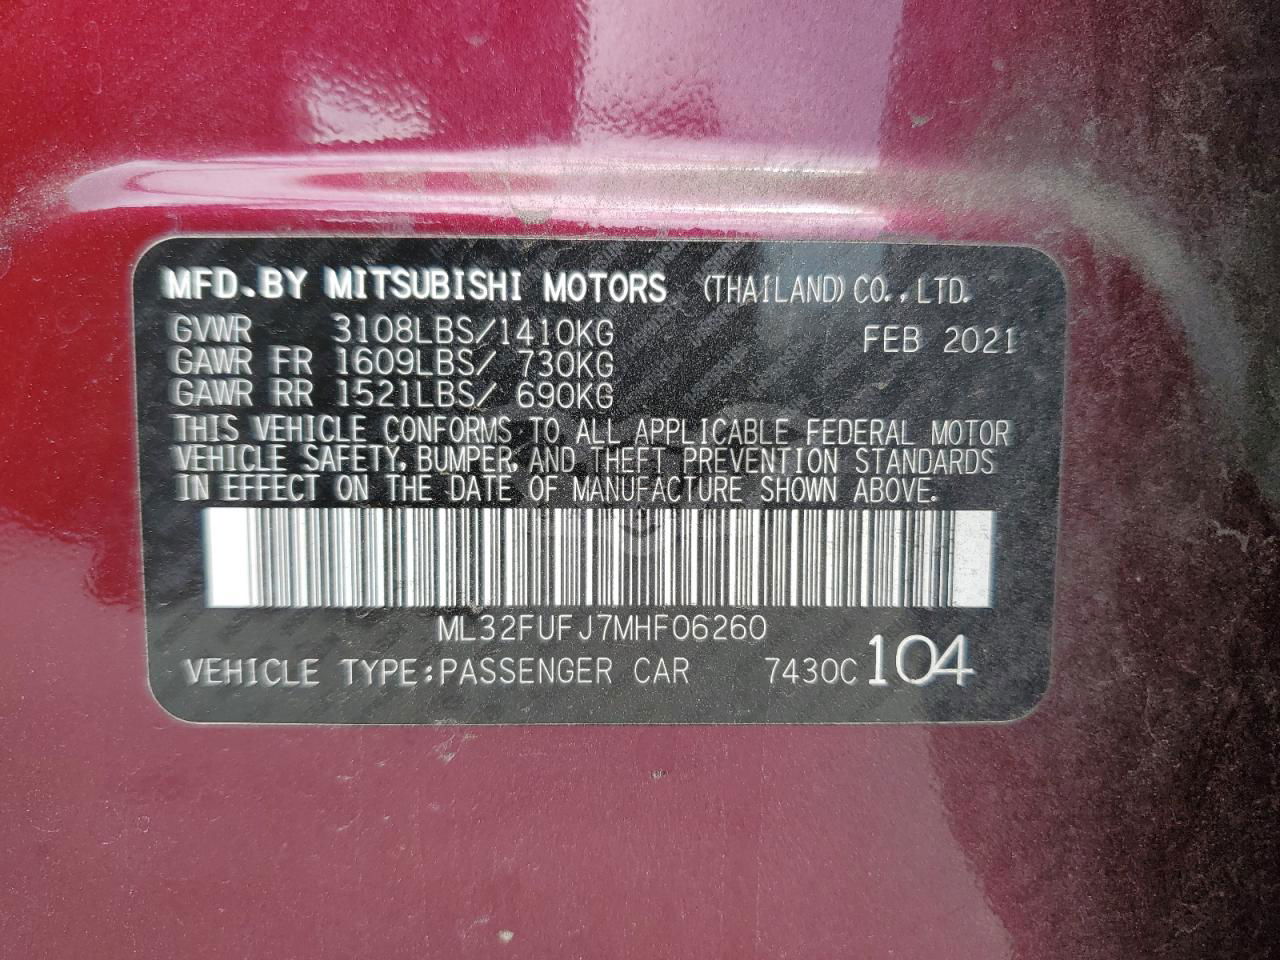 MFD.BY MITSUBISHI MOTORS (THAILAND) CO., LTD.
GVWR 3108LBS/1410KG FEB 2021
GAWR FR 1609LBS/ 730KG
GAWR RR 1521LBS/ 690KG
THIS VEHICLE CONFORMS TO ALL APPLICABLE FEDERAL MOTOR
VEHICLE SAFETY, BUMPER, AND THEFT PREVENTION STANDARDS
IN EFFECT ON THE DATE OF MANUFACTURE SHOWN ABOVE.
ML32FUFJ7MHF06260
VEHICLE TYPE:PASSENGER CAR 7430C 104